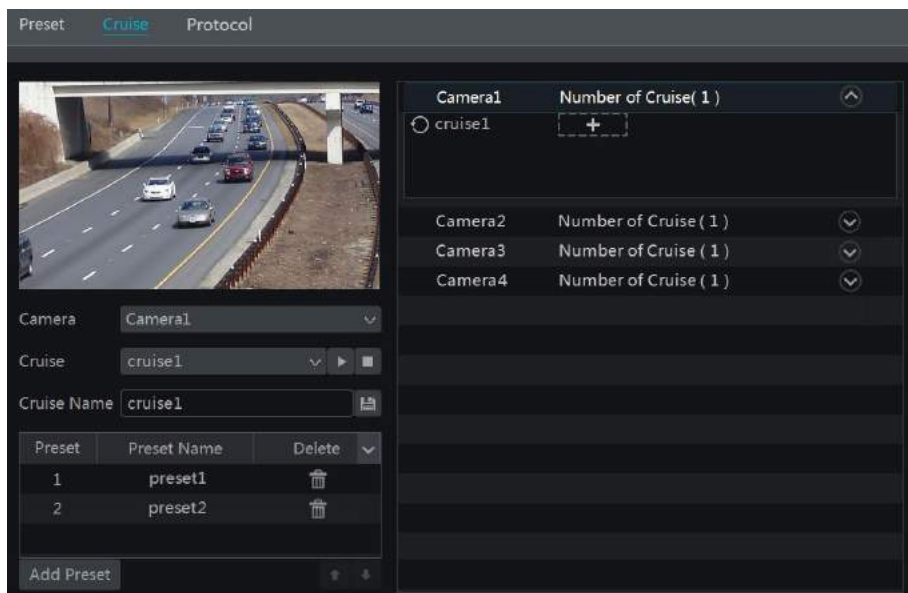 Preset Cruise Protocol
Camera1 Number of Cruise( 1 )
cruise1 +
Camera2 Number of Cruise ( 1 )
Camera3 Number of Cruise ( 1 )
Camera4 Number of Cruise ( 1 )
Camera Camera1
Cruise cruise1
Cruise Name cruise1
Preset Preset Name Delete
1 preset1
2 preset2
Add Preset